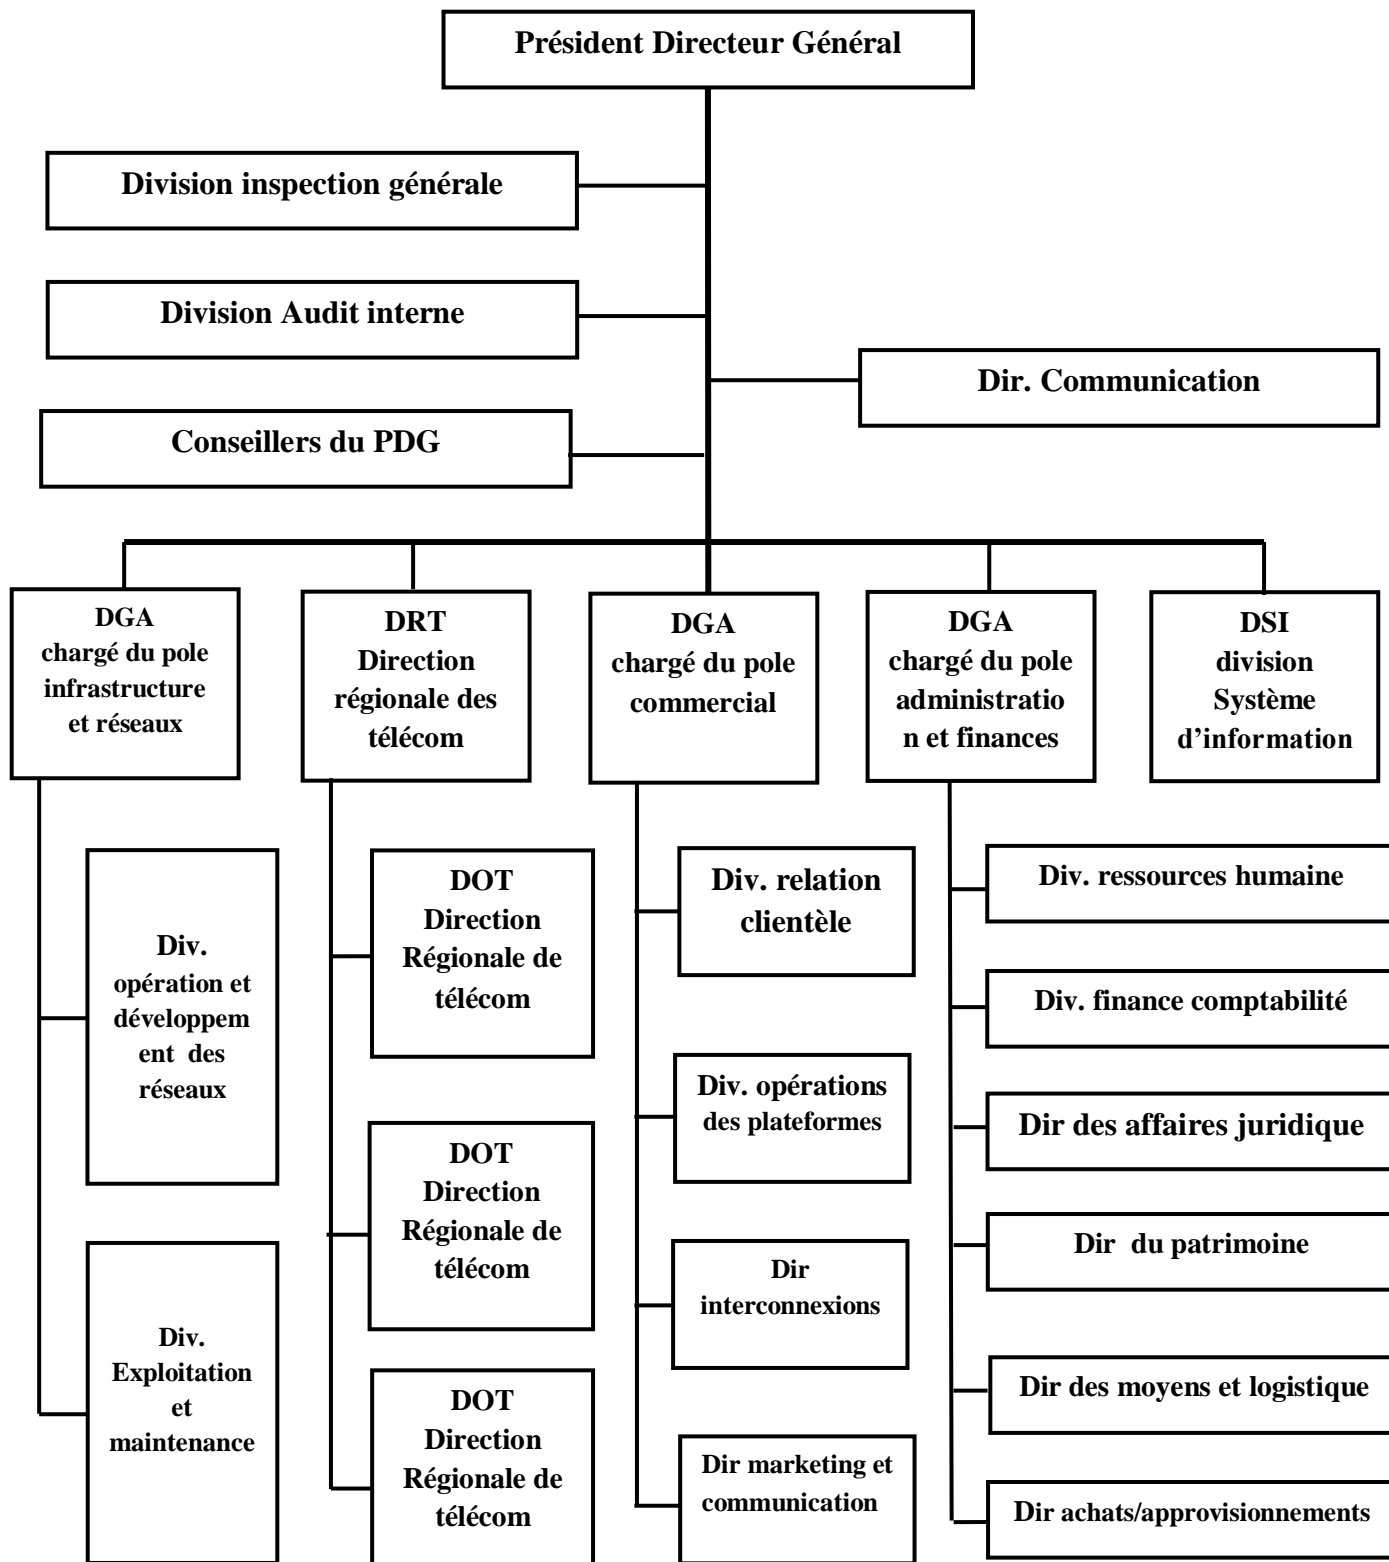 Président Directeur Général
Division inspection générale
Division Audit interne
Dir. Communication
Conseillers du PDG
DGA
chargé du pole
infrastructure
et réseaux
DRT
Direction
régionale des
télécom
DGA
chargé du pole
commercial
DGA
chargé du pole
administratio
n et finances
DSI
division
Système
d’information
Div.
opération et
développem
ent des
réseaux
Div.
Exploitation
et
maintenance
DOT
Direction
Régionale de
télécom
DOT
Direction
Régionale de
télécom
DOT
Direction
Régionale de
télécom
Div. relation
clientèle
Div. opérations
des plateformes
Dir
interconnexions
Dir marketing et
communication
Div. ressources humaine
Div. finance comptabilité
Dir des affaires juridique
Dir du patrimoine
Dir des moyens et logistique
Dir achats/approvisionnements